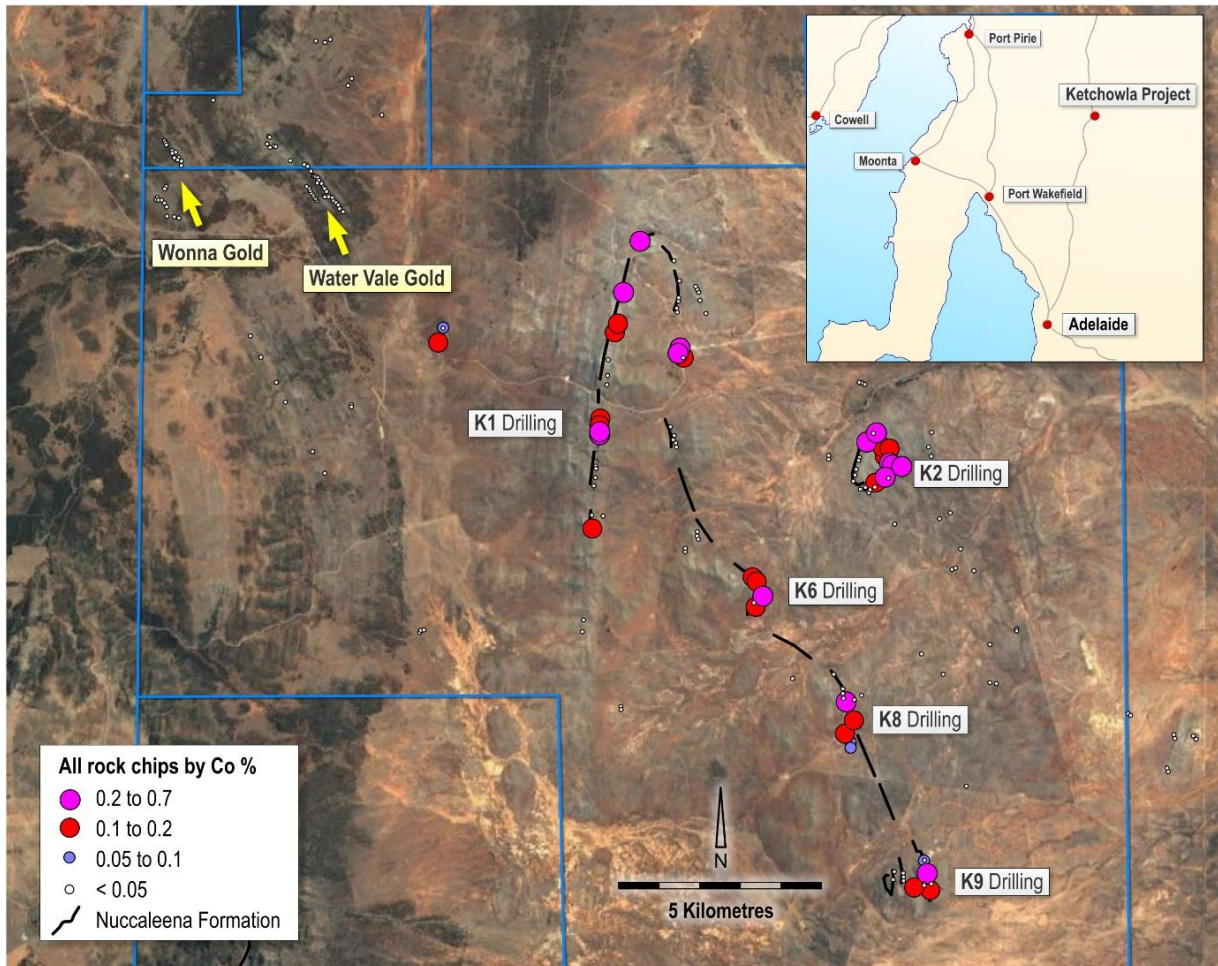 Port Pirie
Ketchowla Project
Cowell
Moonta
Port Wakefield
Adelaide
Wonna Gold
Water Vale Gold
K1 Drilling
K2 Drilling
K6 Drilling
K8 Drilling
K9 Drilling
N
5 Kilometres
All rock chips by Co %
0.2 to 0.7
0.1 to 0.2
0.05 to 0.1
< 0.05
Nuccaleena Formation